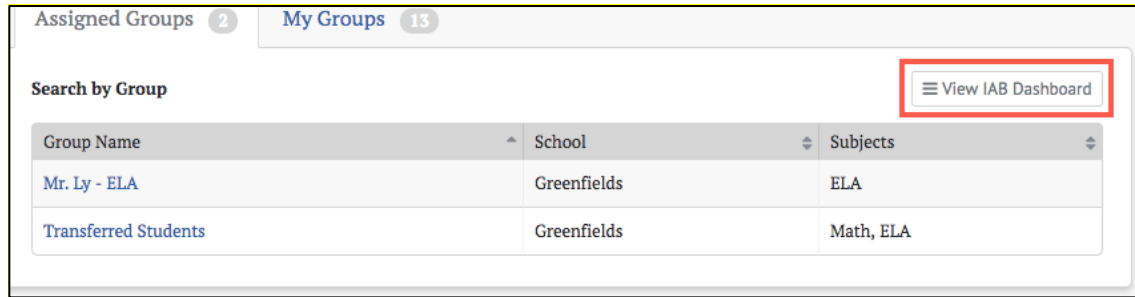 Assigned Groups 2 My Groups 13
Search by Group View IAB Dashboard
Group Name School Subjects
Mr. Ly - ELA Greenfields ELA
Transferred Students Greenfields Math, ELA